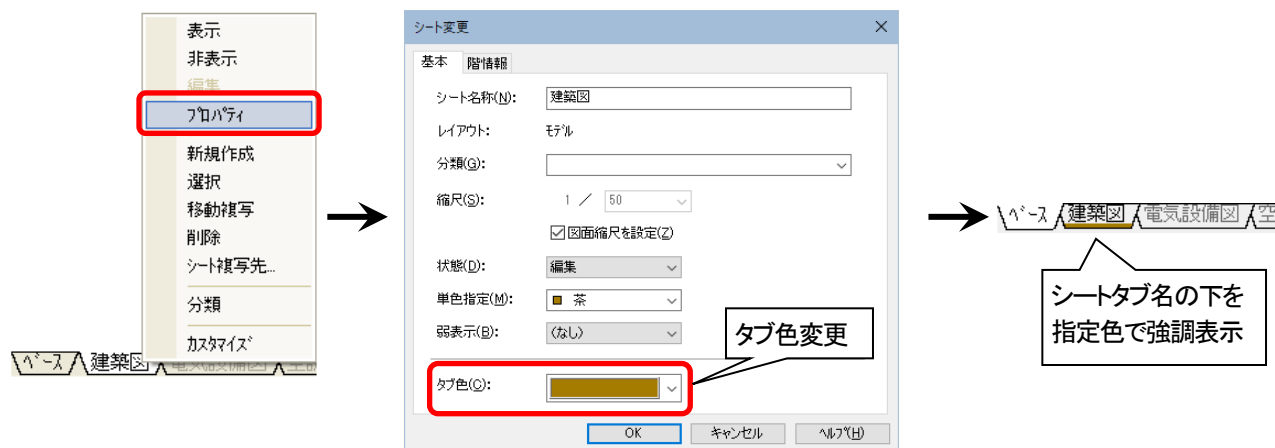 表示
非表示
編集
ﾌﾟﾛﾊﾟﾃｨ
新規作成
選択
移動複写
削除
ｼｰﾄ複写先...
分類
ｶｽﾀﾏｲｽﾞ
ﾍﾞｰｽ 建築図 電気設備図
シート変更
基本 階情報
シート名称(N): 建築図
レイアウト: ﾓﾃﾞﾙ
分類(G):
縮尺(S): 1 ／ 50
図面縮尺を設定(Z)
状態(D): 編集
単色指定(M): 茶
弱表示(B): (なし)
タブ色(C):
OK キャンセル ﾍﾙﾌﾟ(H)
タブ色変更
ﾍﾞｰｽ 建築図 電気設備図 空
シートタブ名の下を
指定色で強調表示